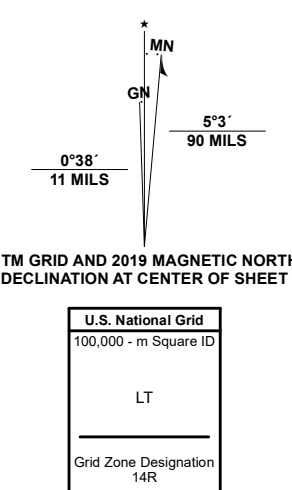 ★
MN
GN
5°3´
90 MILS
0°38´
11 MILS
TM GRID AND 2019 MAGNETIC NORTH
DECLINATION AT CENTER OF SHEET
U.S. National Grid
100,000 - m Square ID
LT
Grid Zone Designation
14R